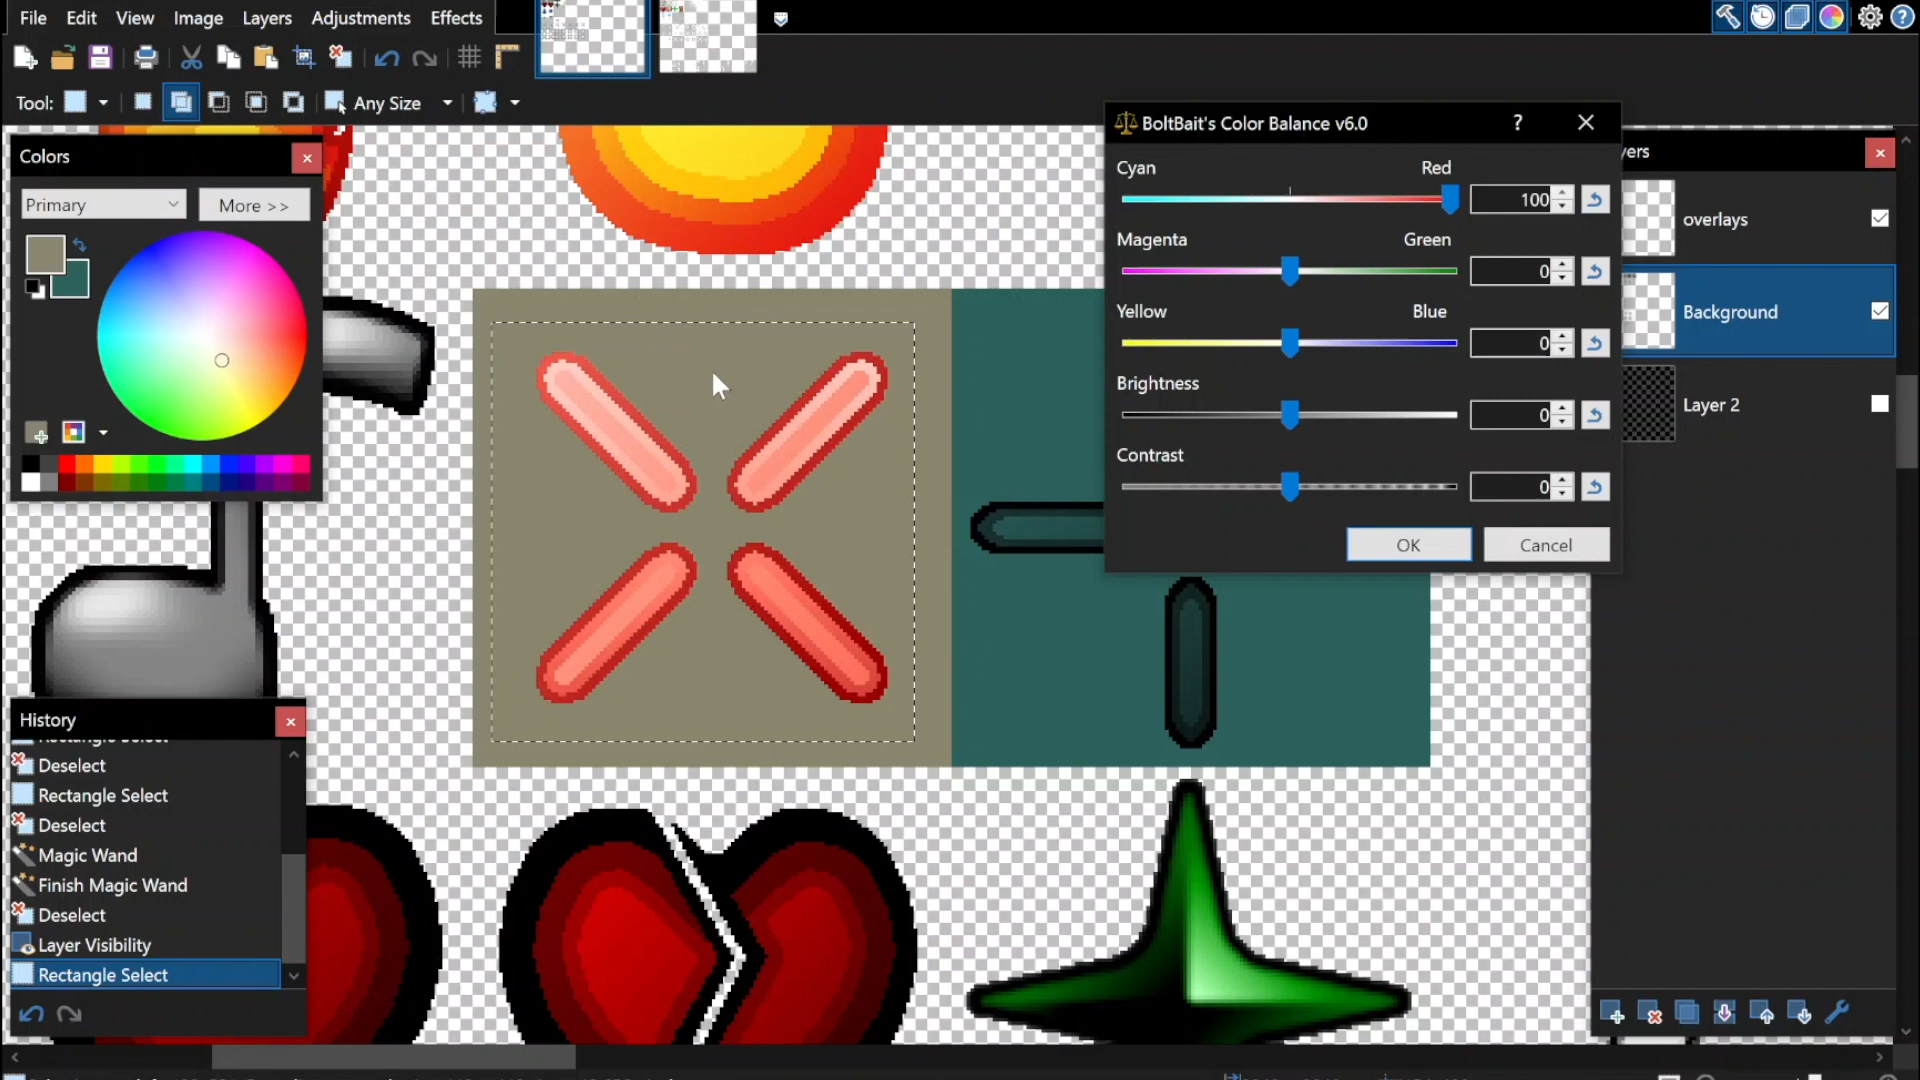 File Edit View Image Layers Adjustments Effects
Tool:
Any Size
Colors
Primary
More >>
BoltBait's Color Balance v6.0
?
Cyan Red
100
Magenta Green
0
Yellow Blue
0
Brightness
0
Contrast
0
OK Cancel
yers
overlays
Background
Layer 2
History
Deselect
Rectangle Select
Deselect
Magic Wand
Finish Magic Wand
Deselect
Layer Visibility
Rectangle Select